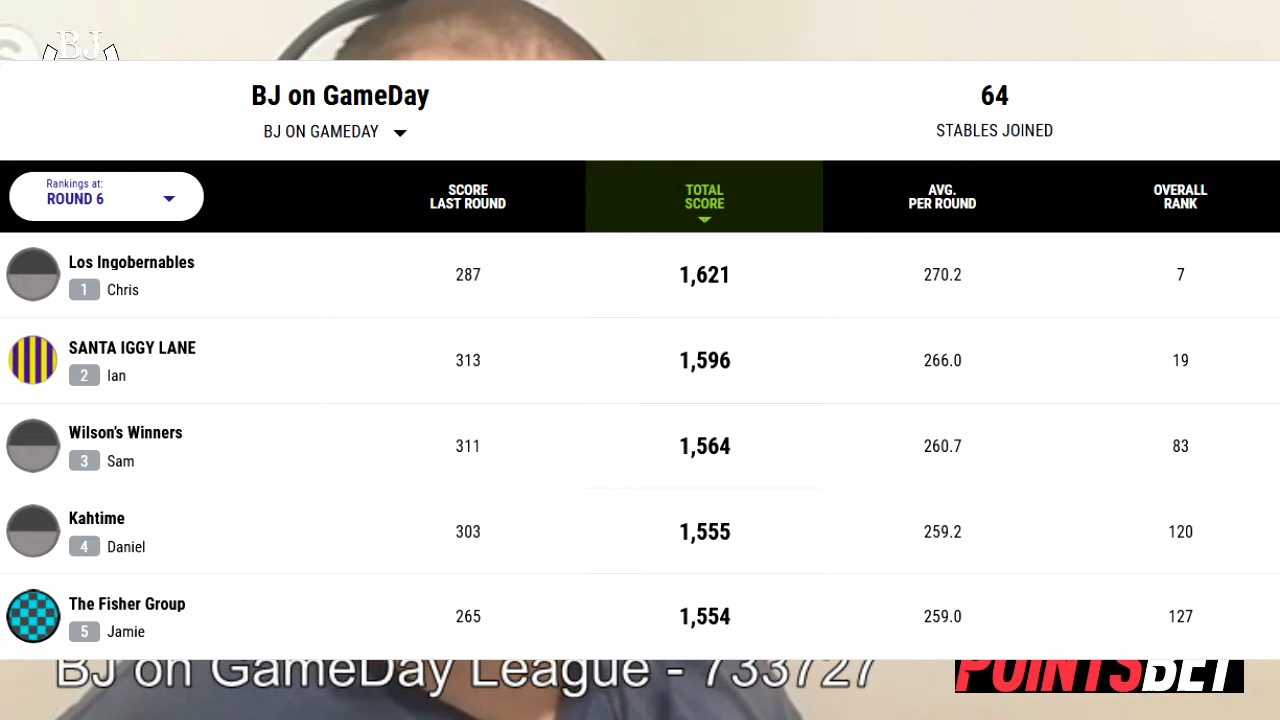 BJ
BJ on GameDay
64
BJ ON GAMEDAY
STABLES JOINED
Rankings at:
ROUND 6
SCORE
LAST ROUND
TOTAL
SCORE
AVG.
PER ROUND
OVERALL
RANK
Los Ingobernables
1 Chris
287 1,621 270.2 7
SANTA IGGY LANE
2 Ian
313 1,596 266.0 19
Wilson's Winners
3 Sam
311 1,564 260.7 83
Kahtime
4 Daniel
303 1,555 259.2 120
The Fisher Group
5 Jamie
265 1,554 259.0 127
BJ on GameDay League - 733727
POINTSBET